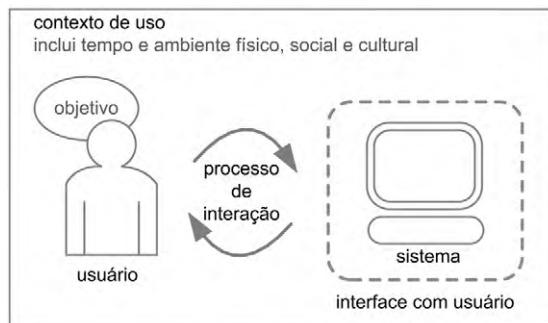 contexto de uso
inclui tempo e ambiente físico, social e cultural
objetivo
processo
de
interação
usuário
sistema
interface com usuário